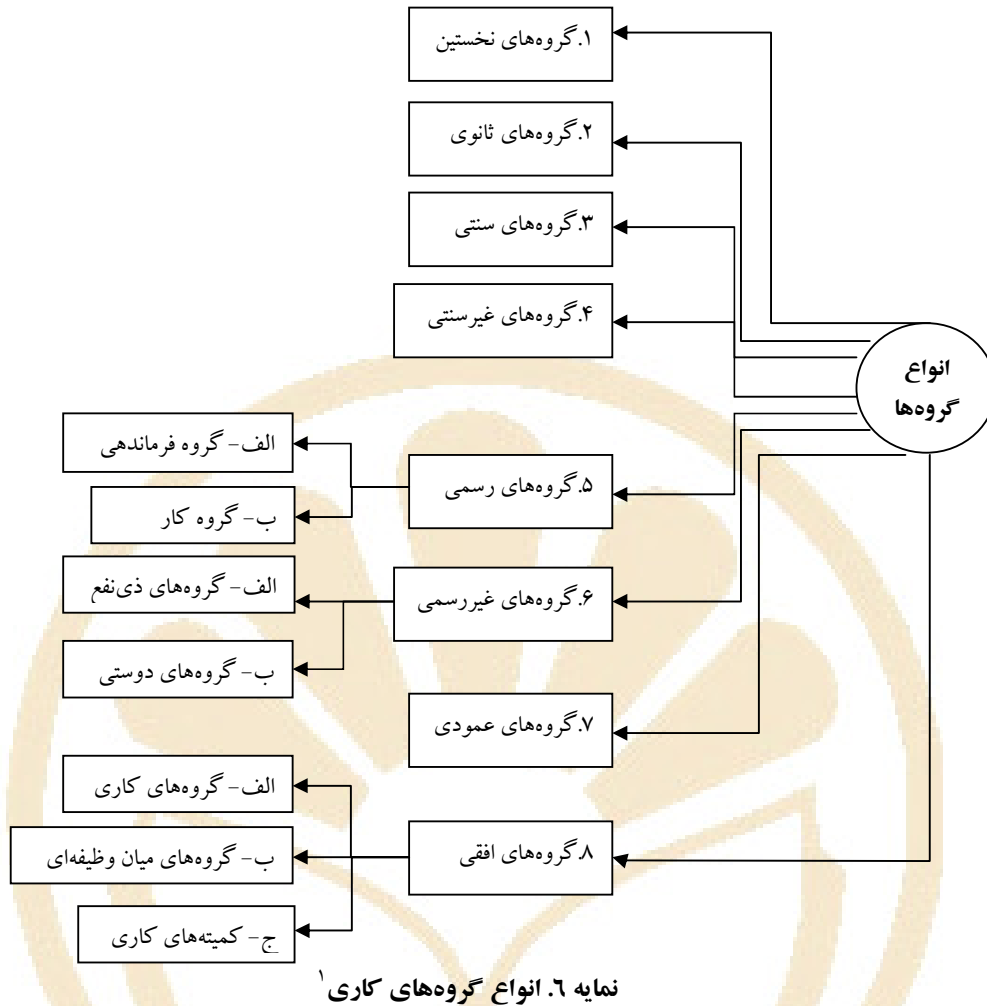 ۱.گروه‌های نخستین
۲.گروه‌های ثانوی
۳.گروه‌های سنتی
۴.گروه‌های غیرسنتی
انواع
گروه‌ها
۵.گروه‌های رسمی
الف- گروه فرماندهی
ب- گروه کار
۶.گروه‌های غیررسمی
الف- گروه‌های ذی‌نفع
ب- گروه‌های دوستی
۷.گروه‌های عمودی
۸.گروه‌های افقی
الف- گروه‌های کاری
ب- گروه‌های میان وظیفه‌ای
ج- کمیته‌های کاری
نمایه ٦. انواع گروه‌های کاری۱